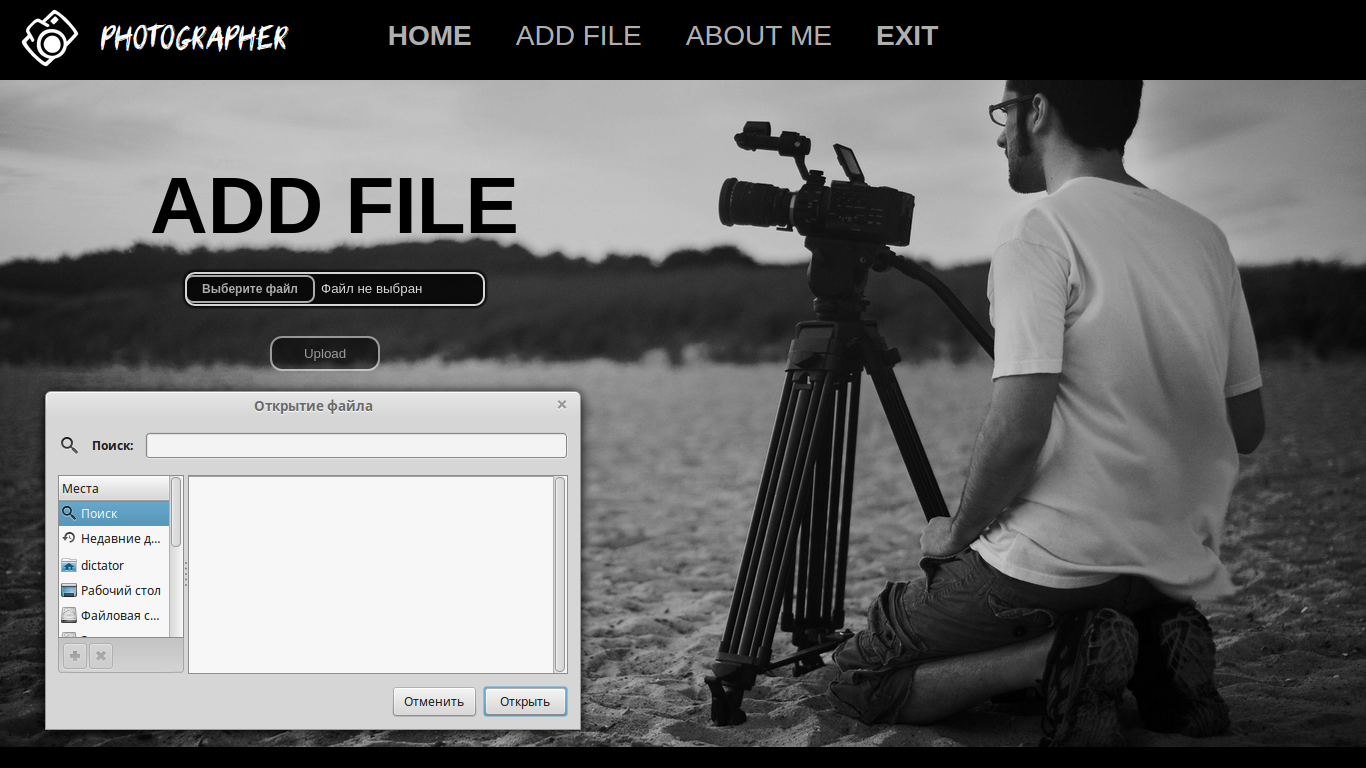 PHOTOGRAPHER
HOME ADD FILE ABOUT ME EXIT
ADD FILE
Выберите файл Файл не выбран
Upload
Открытие файла
Поиск:
Места
Поиск
Недавние д...
dictator
Рабочий стол
Файловая с...
Отменить Открыть